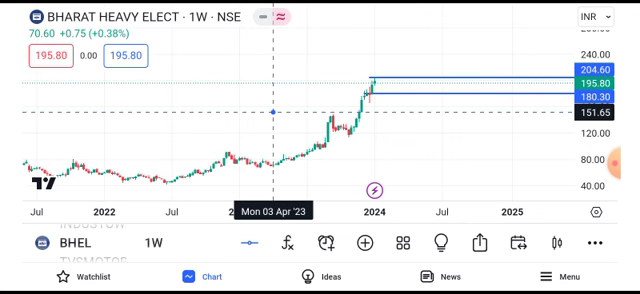 BHARAT HEAVY ELECT · 1W · NSE
INR
70.60 +0.75 (+0.38%)
195.80 0.00 195.80
240.00
204.60
195.80
180.30
151.65
120.00
80.00
40.00
Jul 2022 Jul Mon 03 Apr '23 2024 Jul 2025
BHEL 1W
Watchlist Chart Ideas News Menu